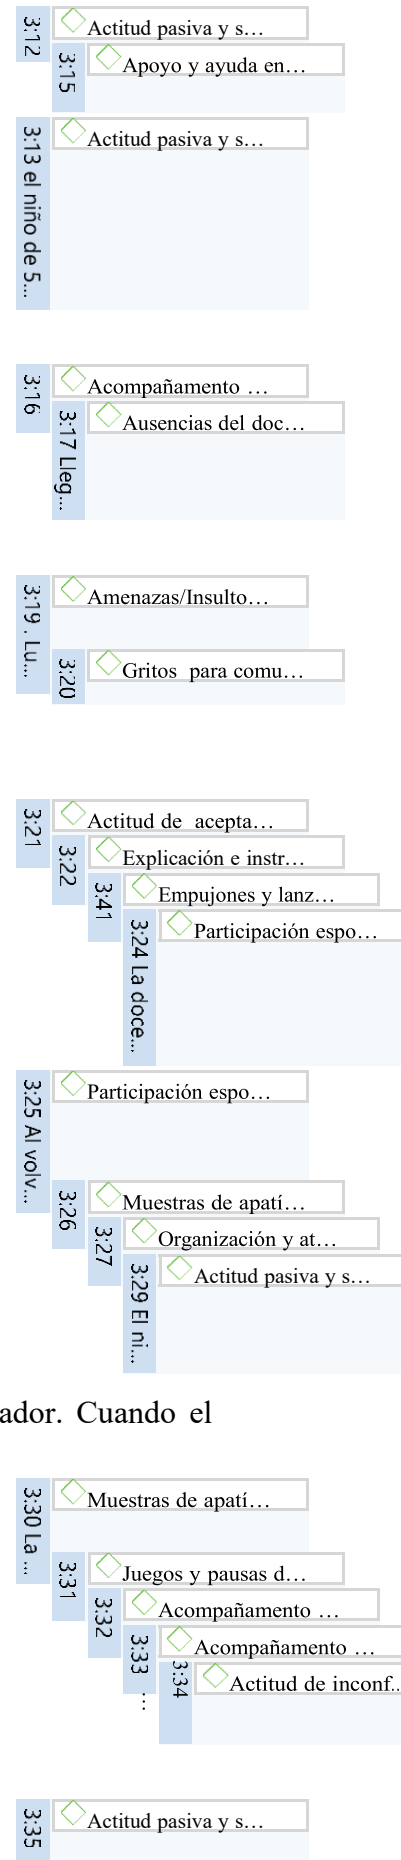 3:12
Actitud pasiva y s…
3:15
Apoyo y ayuda en…
3:13 el niño de 5…
Actitud pasiva y s…
3:16
Acompañamento …
3:17 Lleg…
Ausencias del doc…
3:19 . Lu…
Amenazas/Insulto…
3:20
Gritos  para comu…
3:21
Actitud de  acepta…
3:22
Explicación e instr…
3:41
Empujones y lanz…
3:24 La doce…
Participación espo…
3:25 Al volv…
Participación espo…
3:26
Muestras de apatí…
3:27
Organización y at…
3:29 El ni…
Actitud pasiva y s…
ador. Cuando el
3:30 La …
Muestras de apatí…
3:31
Juegos y pausas d…
3:32
Acompañamento …
3:33 …
Acompañamento …
3:34
Actitud de inconf..
3:35
Actitud pasiva y s…